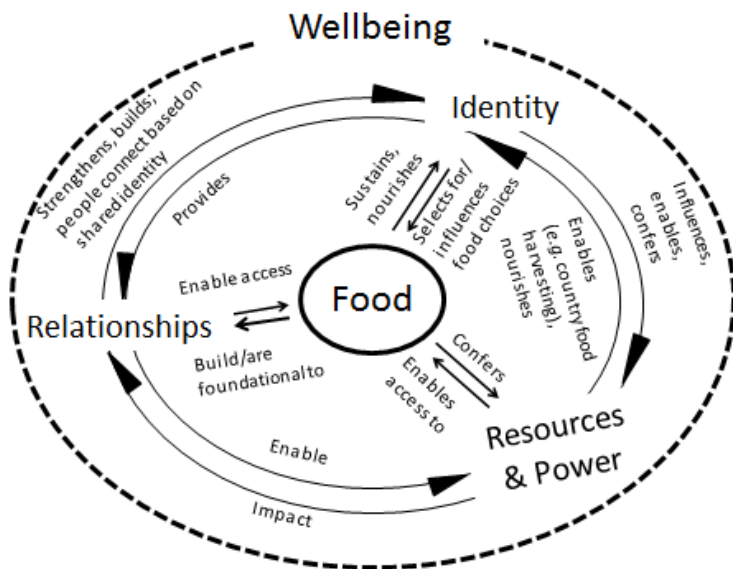 Wellbeing
Identity
Strengthens, builds;
people connect based on
shared identity
Provides
Sustains,
nourishes
Selects for/
influences
food choices
Influences,
enables,
confers
Enables
(e.g. country food
harvesting),
nourishes
Enable access
Food
Relationships
Build/are
foundational to
Confers
Enables
access to
Resources
& Power
Enable
Impact